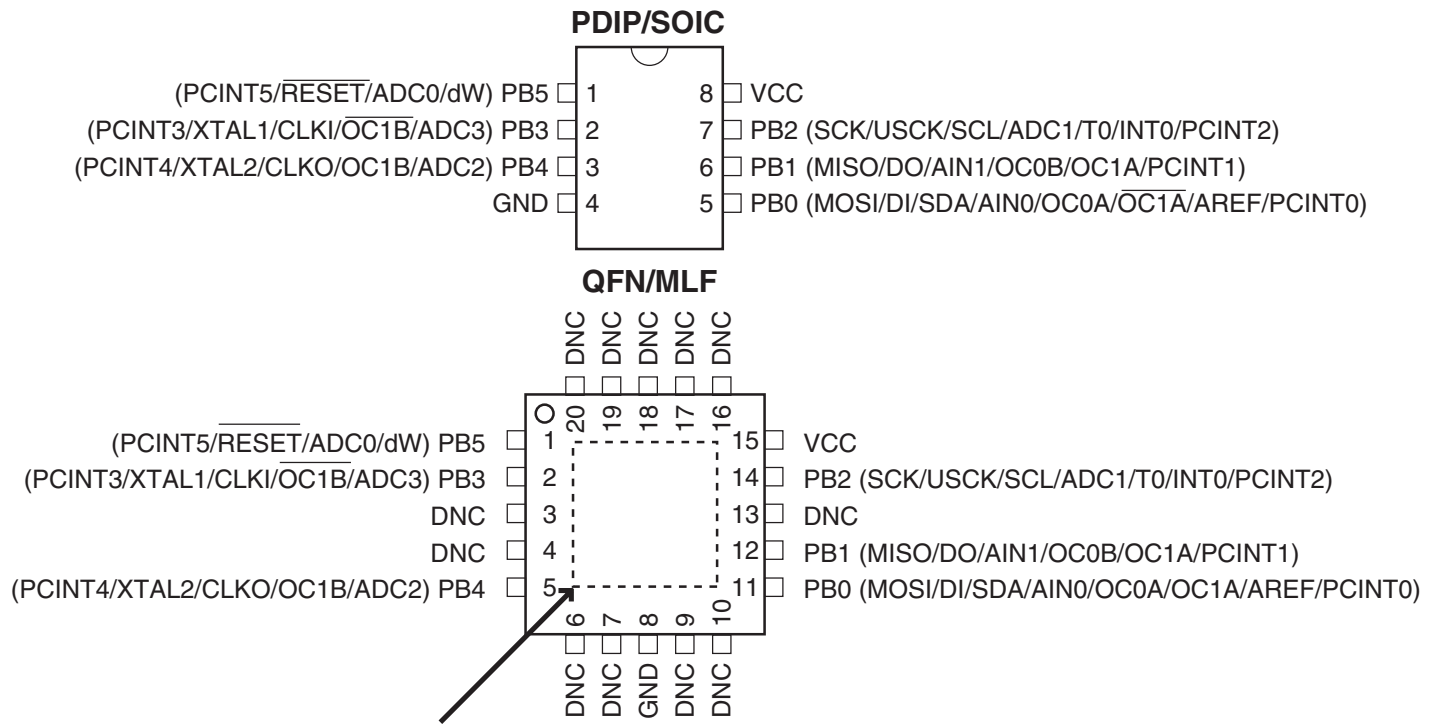 PDIP/SOIC
(PCINT5/RESET/ADC0/dW) PB5 1 8 VCC
(PCINT3/XTAL1/CLKI/OC1B/ADC3) PB3 2 7 PB2 (SCK/USCK/SCL/ADC1/T0/INT0/PCINT2)
(PCINT4/XTAL2/CLKO/OC1B/ADC2) PB4 3 6 PB1 (MISO/DO/AIN1/OC0B/OC1A/PCINT1)
GND 4 5 PB0 (MOSI/DI/SDA/AIN0/OC0A/OC1A/AREF/PCINT0)
QFN/MLF
DNC DNC DNC DNC DNC
20 19 18 17 16
(PCINT5/RESET/ADC0/dW) PB5 1 15 VCC
(PCINT3/XTAL1/CLKI/OC1B/ADC3) PB3 2 14 PB2 (SCK/USCK/SCL/ADC1/T0/INT0/PCINT2)
DNC 3 13 DNC
DNC 4 12 PB1 (MISO/DO/AIN1/OC0B/OC1A/PCINT1)
(PCINT4/XTAL2/CLKO/OC1B/ADC2) PB4 5 11 PB0 (MOSI/DI/SDA/AIN0/OC0A/OC1A/AREF/PCINT0)
6 7 8 9 10
DNC DNC GND DNC DNC